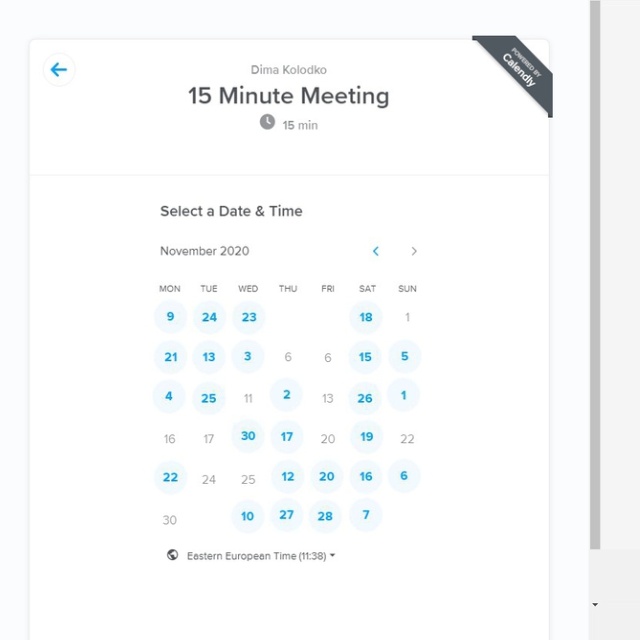 POWERED BY
Calendly
Dima Kolodko
15 Minute Meeting
15 min
Select a Date & Time
November 2020
MON TUE WED THU FRI SAT SUN
9 24 23 18 1
21 13 3 6 6 15 5
4 25 11 2 13 26 1
16 17 30 17 20 19 22
22 24 25 12 20 16 6
30 10 27 28 7
Eastern European Time (11:38)